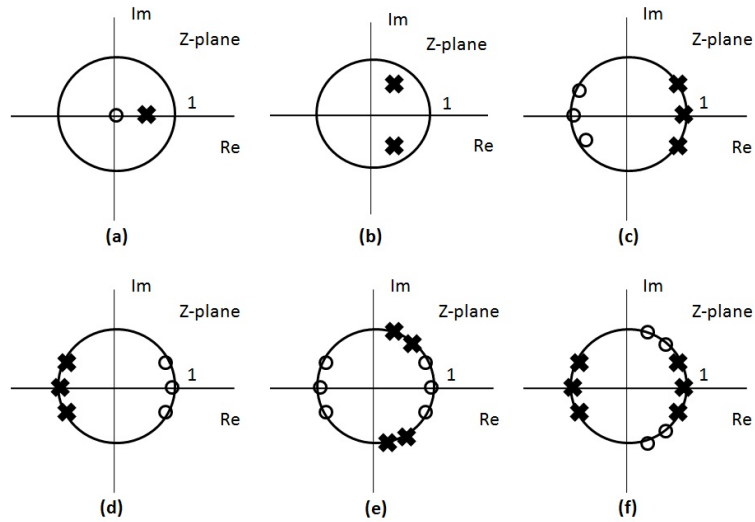 Im
Z-plane
1
Re
(a)
Im
Z-plane
1
Re
(b)
Im
Z-plane
1
Re
(c)
Im
Z-plane
1
Re
(d)
Im
Z-plane
1
Re
(e)
Im
Z-plane
1
Re
(f)